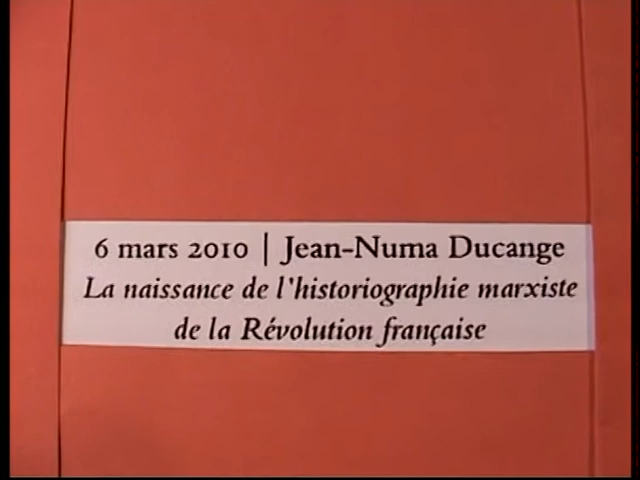 6 mars 2010 | Jean-Numa Ducange
La naissance de l'historiographie marxiste
de la Révolution française